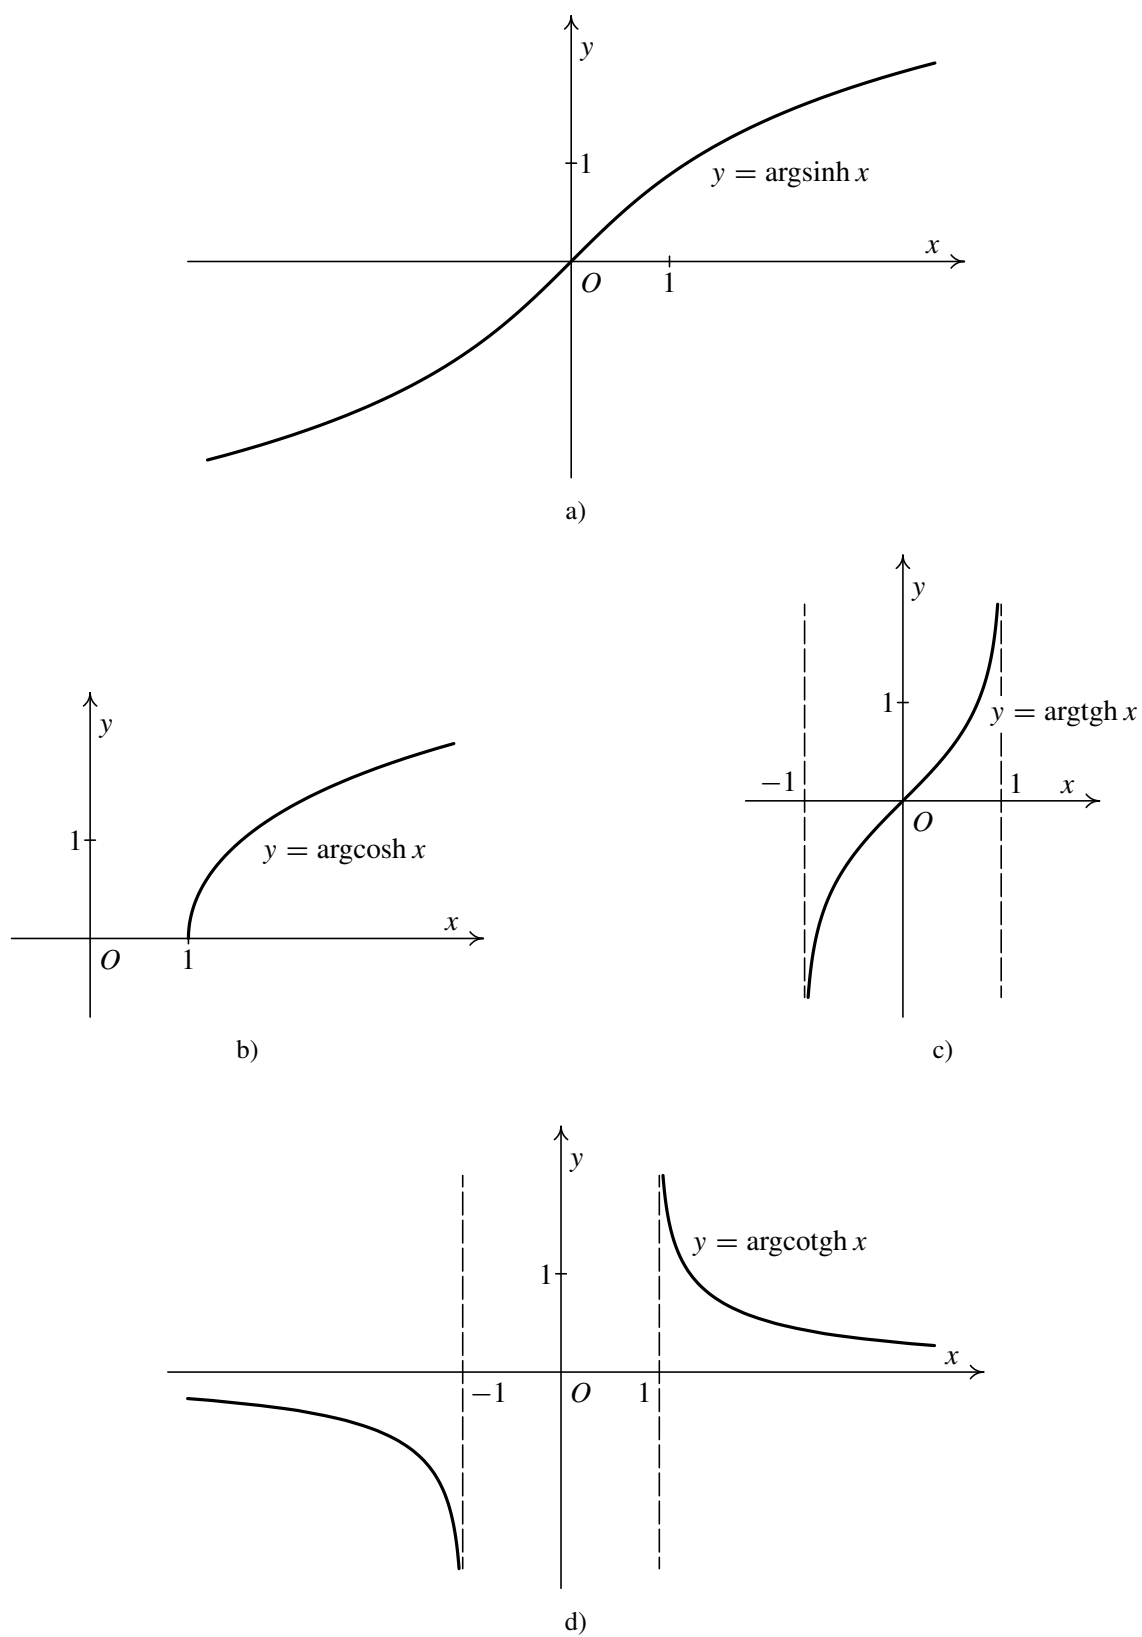 y
1
y = argsinh x
x
O
1
a)
y
1
y = argtgh x
−1
1
x
O
c)
y
1
y = argcosh x
x
O
1
b)
y
y = argcotgh x
1
x
−1
O
1
d)